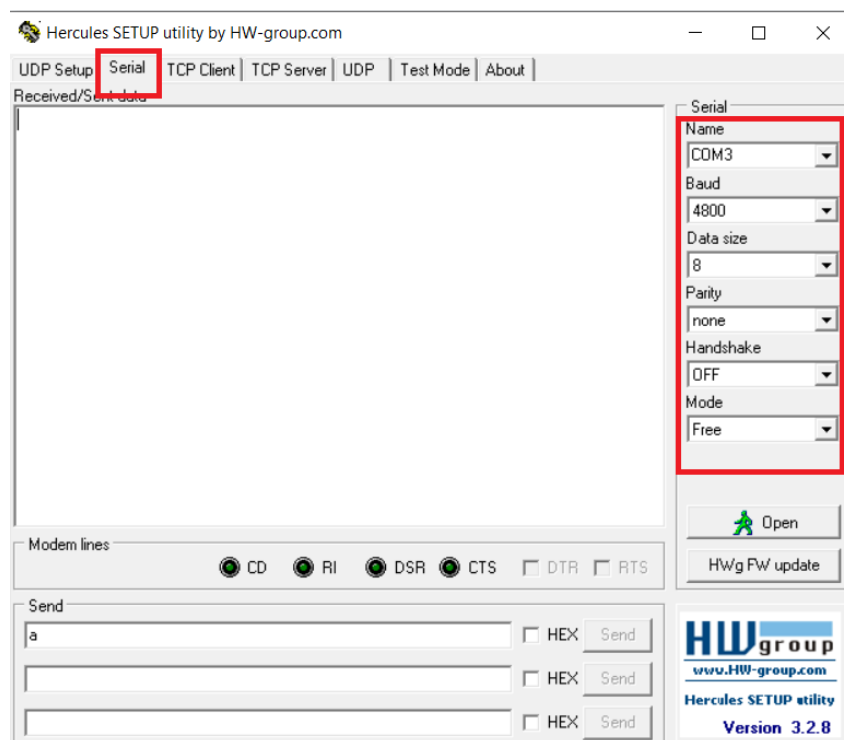 Hercules SETUP utility by HW-group.com
UDP Setup Serial TCP Client TCP Server UDP Test Mode About
Received/Sent data
Serial
Name
COM3
Baud
4800
Data size
8
Parity
none
Handshake
OFF
Mode
Free
Open
HWg FW update
Modem lines
CD RI DSR CTS DTR RTS
Send
a HEX Send
HEX Send
HEX Send
HW group
www.HW-group.com
Hercules SETUP utility
Version 3.2.8